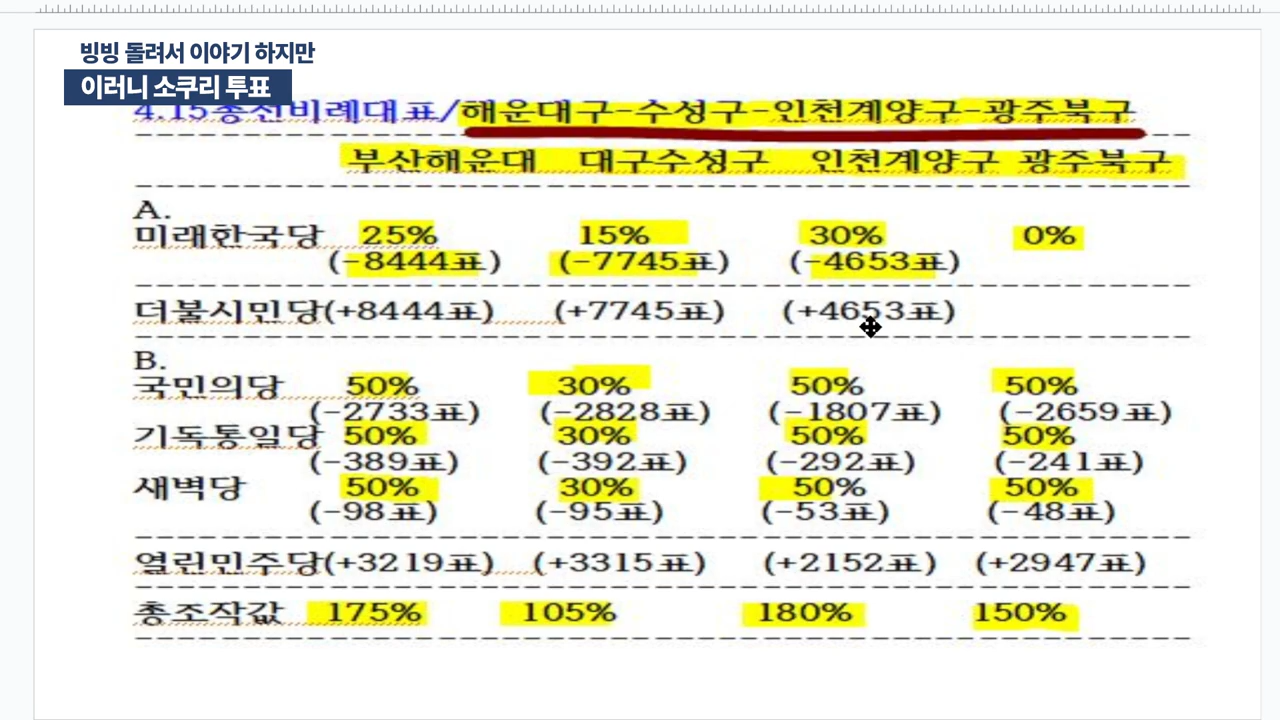 빙빙 돌려서 이야기 하지만
이러니 소쿠리 투표
4.15총선비례대표/해운대구-수성구-인천계양구-광주북구
부산해운대 대구수성구 인천계양구 광주북구
A.
미래한국당 25% 15% 30% 0%
(-8444표) (-7745표) (-4653표)
더불시민당(+8444표) (+7745표) (+4653표)
B.
국민의당 50% 30% 50% 50%
(-2733표) (-2828표) (-1807표) (-2659표)
기독통일당 50% 30% 50% 50%
(-389표) (-392표) (-292표) (-241표)
새벽당 50% 30% 50% 50%
(-98표) (-95표) (-53표) (-48표)
열린민주당(+3219표) (+3315표) (+2152표) (+2947표)
총조작값 175% 105% 180% 150%